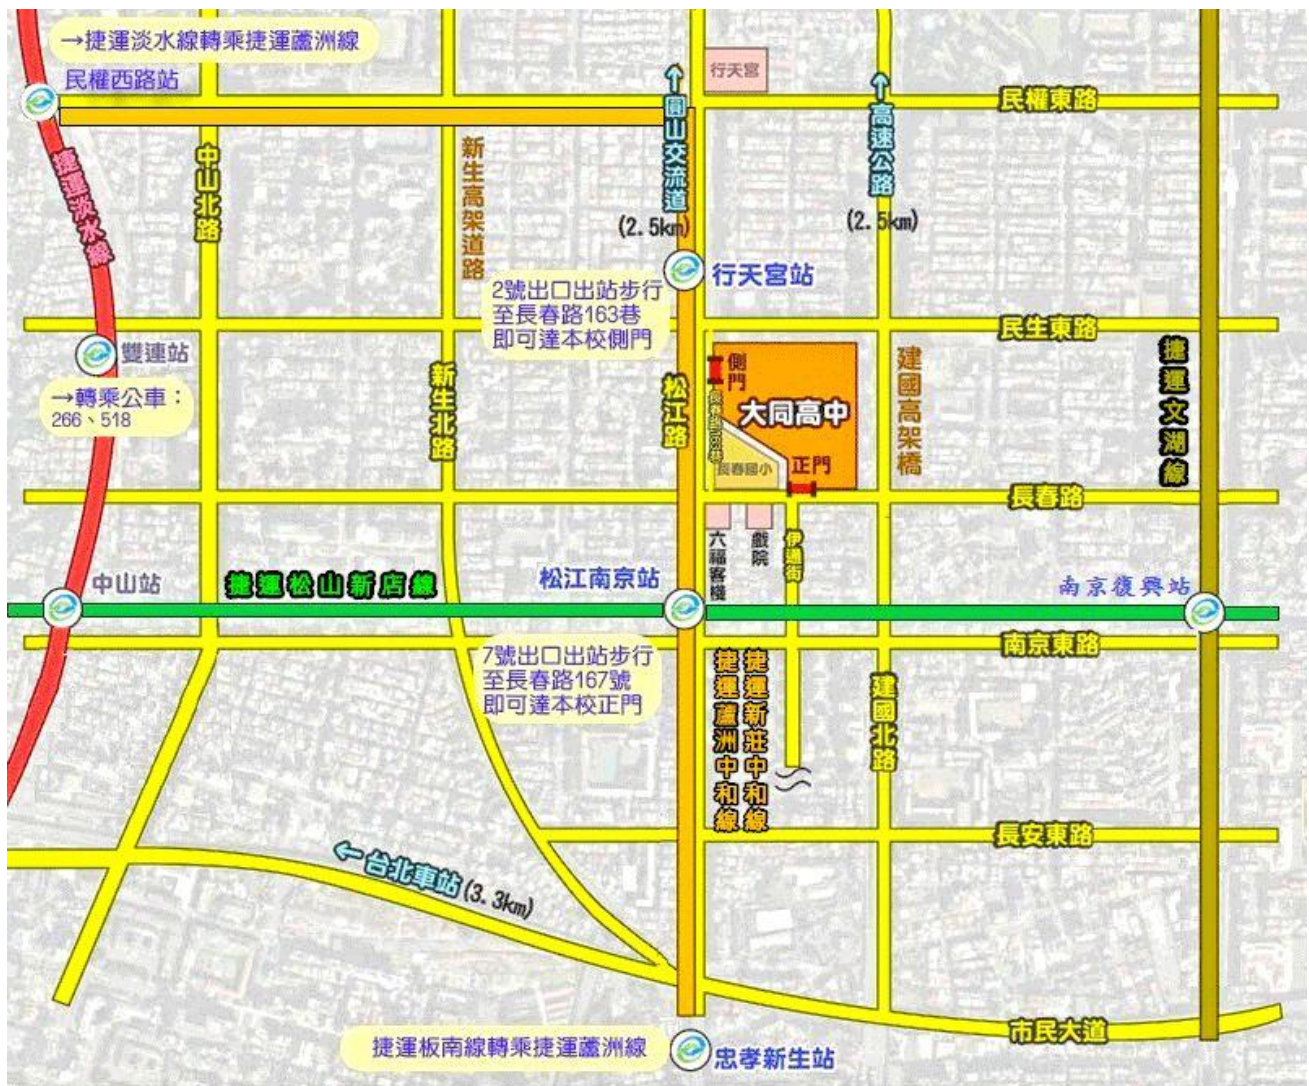 →捷運淡水線轉乘捷運蘆洲線
民權西路站
行天宮
民權東路
圓山交流道
(2.5km)
高速公路
(2.5km)
捷運淡水線
中山北路
新生高架道路
行天宮站
2號出口出站步行
至長春路163巷
即可達本校側門
民生東路
雙連站
→轉乘公車：
266、518
新生北路
松江路
側門
長春路163巷
大同高中
長春國小
正門
建國高架橋
捷運文湖線
長春路
六福客棧
戲院
伊通街
中山站
捷運松山新店線
松江南京站
南京復興站
南京東路
7號出口出站步行
至長春路167號
即可達本校正門
捷運蘆洲中和線
捷運新莊中和線
建國北路
長安東路
←台北車站(3.3km)
市民大道
捷運板南線轉乘捷運蘆洲線
忠孝新生站